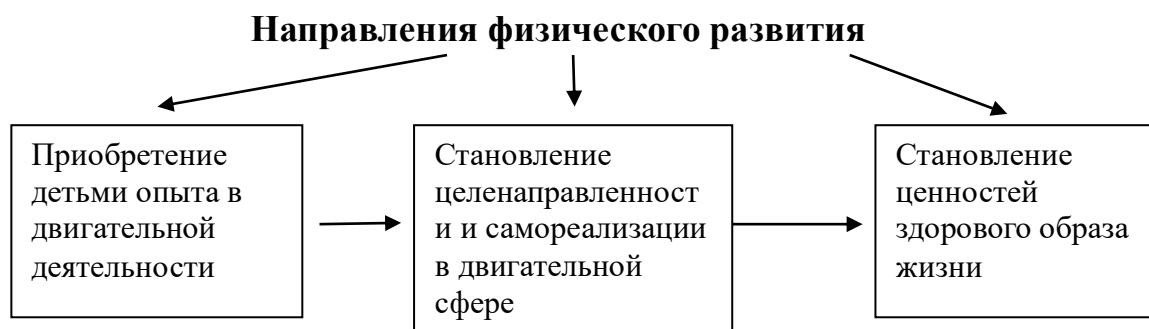 Направления физического развития
Приобретение
детьми опыта в
двигательной
деятельности
Становление
целенаправленност
и и самореализации
в двигательной
сфере
Становление
ценностей
здорового образа
жизни